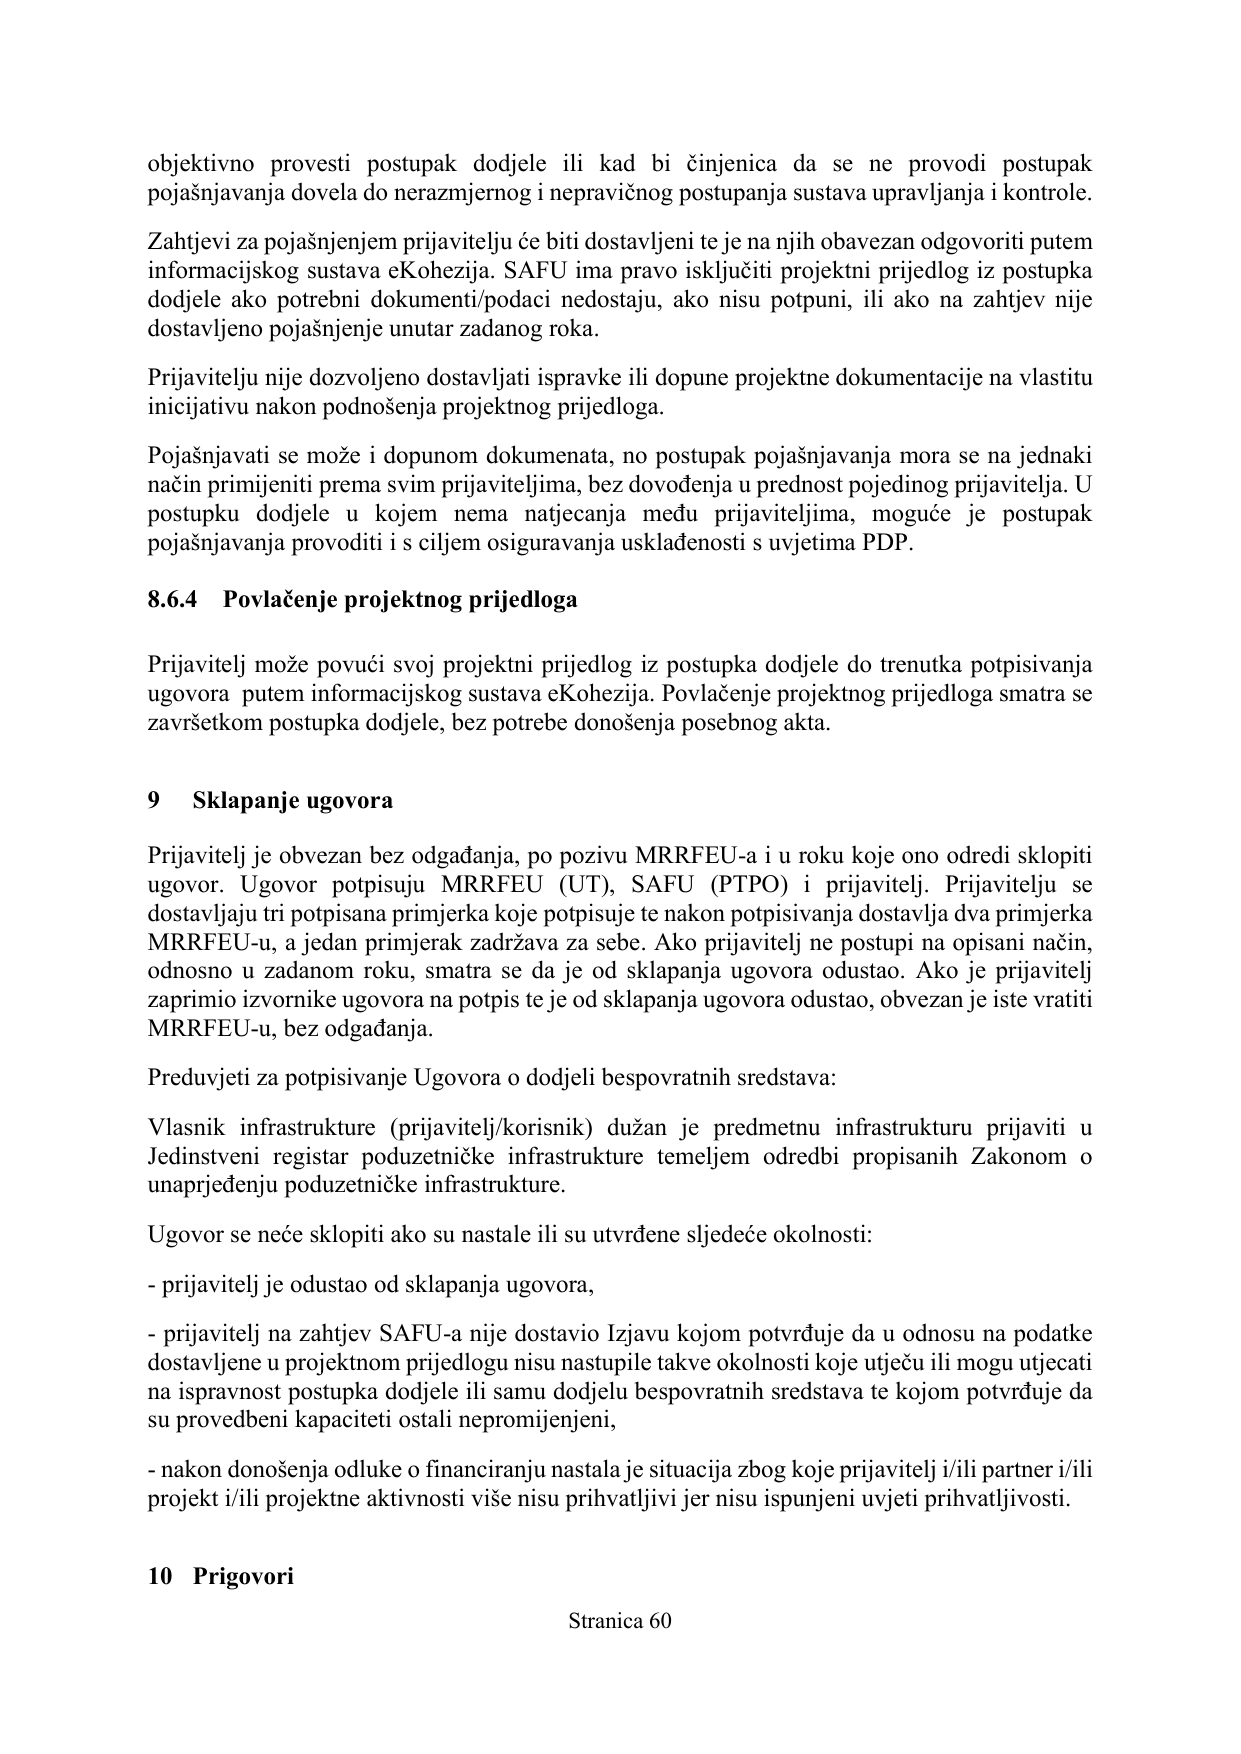 objektivno provesti postupak dodjele ili kad bi činjenica da se ne provodi postupak
pojašnjavanja dovela do nerazmjernog i nepravičnog postupanja sustava upravljanja i kontrole.
Zahtjevi za pojašnjenjem prijavitelju će biti dostavljeni te je na njih obavezan odgovoriti putem
informacijskog sustava eKohezija. SAFU ima pravo isključiti projektni prijedlog iz postupka
dodjele ako potrebni dokumenti/podaci nedostaju, ako nisu potpuni, ili ako na zahtjev nije
dostavljeno pojašnjenje unutar zadanog roka.
Prijavitelju nije dozvoljeno dostavljati ispravke ili dopune projektne dokumentacije na vlastitu
inicijativu nakon podnošenja projektnog prijedloga.
Pojašnjavati se može i dopunom dokumenata, no postupak pojašnjavanja mora se na jednaki
način primijeniti prema svim prijaviteljima, bez dovođenja u prednost pojedinog prijavitelja. U
postupku dodjele u kojem nema natjecanja među prijaviteljima, moguće je postupak
pojašnjavanja provoditi i s ciljem osiguravanja usklađenosti s uvjetima PDP.
8.6.4 Povlačenje projektnog prijedloga
Prijavitelj može povući svoj projektni prijedlog iz postupka dodjele do trenutka potpisivanja
ugovora  putem informacijskog sustava eKohezija. Povlačenje projektnog prijedloga smatra se
završetkom postupka dodjele, bez potrebe donošenja posebnog akta.
9 Sklapanje ugovora
Prijavitelj je obvezan bez odgađanja, po pozivu MRRFEU-a i u roku koje ono odredi sklopiti
ugovor. Ugovor potpisuju MRRFEU (UT), SAFU (PTPO) i prijavitelj. Prijavitelju se
dostavljaju tri potpisana primjerka koje potpisuje te nakon potpisivanja dostavlja dva primjerka
MRRFEU-u, a jedan primjerak zadržava za sebe. Ako prijavitelj ne postupi na opisani način,
odnosno u zadanom roku, smatra se da je od sklapanja ugovora odustao. Ako je prijavitelj
zaprimio izvornike ugovora na potpis te je od sklapanja ugovora odustao, obvezan je iste vratiti
MRRFEU-u, bez odgađanja.
Preduvjeti za potpisivanje Ugovora o dodjeli bespovratnih sredstava:
Vlasnik infrastrukture (prijavitelj/korisnik) dužan je predmetnu infrastrukturu prijaviti u
Jedinstveni registar poduzetničke infrastrukture temeljem odredbi propisanih Zakonom o
unaprjeđenju poduzetničke infrastrukture.
Ugovor se neće sklopiti ako su nastale ili su utvrđene sljedeće okolnosti:
- prijavitelj je odustao od sklapanja ugovora,
- prijavitelj na zahtjev SAFU-a nije dostavio Izjavu kojom potvrđuje da u odnosu na podatke
dostavljene u projektnom prijedlogu nisu nastupile takve okolnosti koje utječu ili mogu utjecati
na ispravnost postupka dodjele ili samu dodjelu bespovratnih sredstava te kojom potvrđuje da
su provedbeni kapaciteti ostali nepromijenjeni,
- nakon donošenja odluke o financiranju nastala je situacija zbog koje prijavitelj i/ili partner i/ili
projekt i/ili projektne aktivnosti više nisu prihvatljivi jer nisu ispunjeni uvjeti prihvatljivosti.
10 Prigovori
Stranica 60